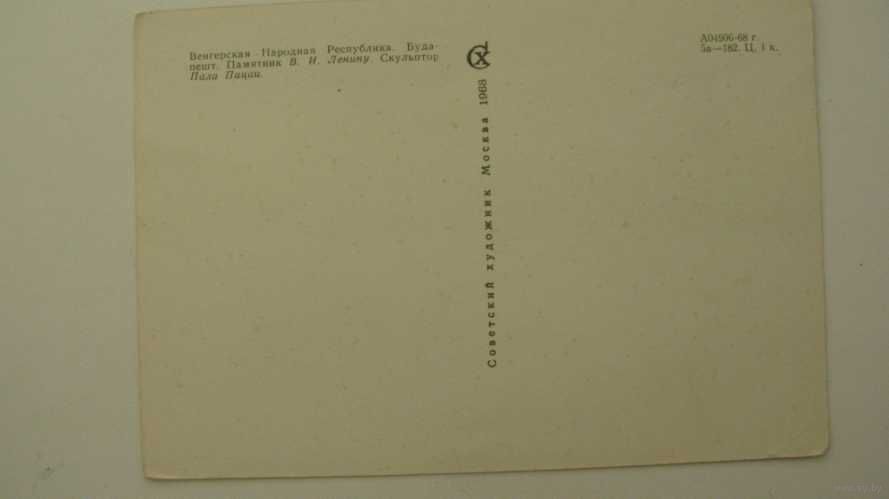 Венгерская Народная Республика. Буда-
пешт. Памятник В. И. Ленину. Скульптор
Пала Пацаи.
А04906-68 г.
5а—182. Ц. 1 к.
Советский художник Москва 1968
СХ